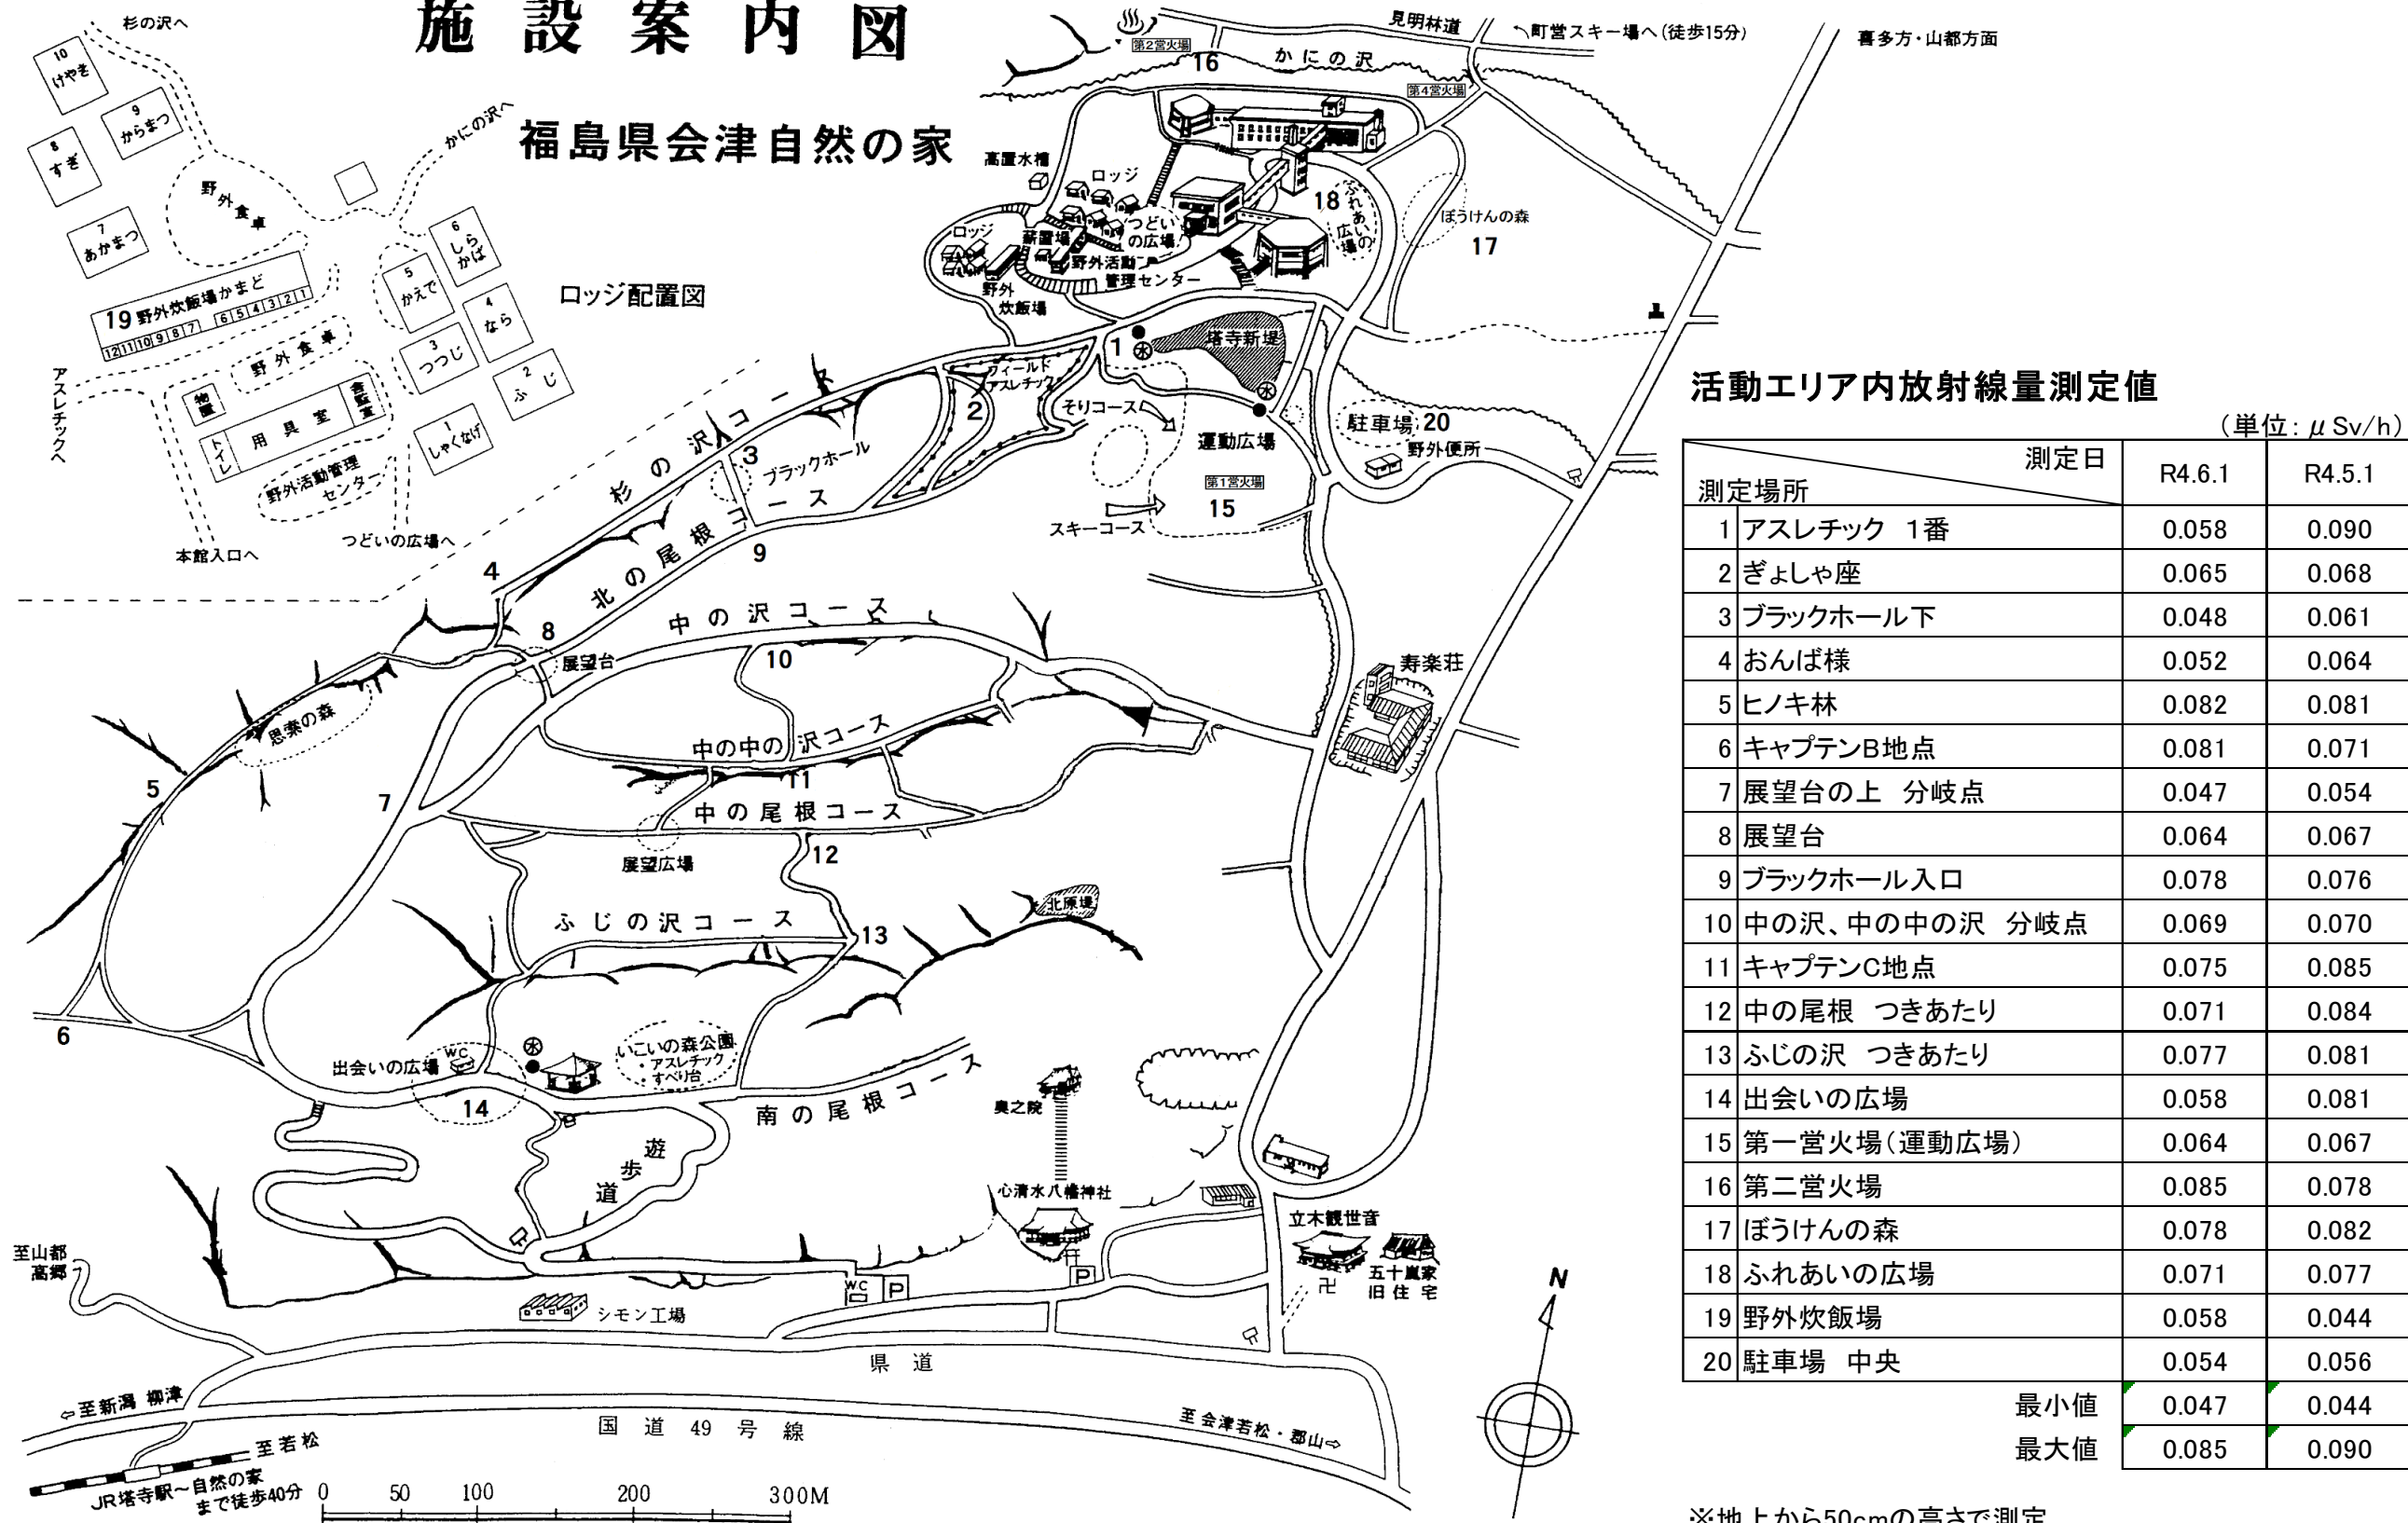 施設案内図
福島県会津自然の家
杉の沢へ
10 けやき
9 からまつ
8 すぎ
7 あかまつ
野外食卓
かにの沢へ
6 しらかば
5 かえで
4 なら
3 つつじ
2 ふじ
1 しゃくなげ
19 野外炊飯場かまど
12 11 10 9 8 7 6 5 4 3 2 1
野外食卓
物置
用具室
トイレ
野外活動管理
センター
アスレチックへ
本館入口へ
つどいの広場へ
ロッジ配置図
第2営火場
16
見明林道
町営スキー場へ(徒歩15分)
喜多方・山都方面
かにの沢
第4営火場
高置水槽
ロッジ
ロッジ
薪置場
つどい
の広場
野外活動
管理センター
野外
炊飯場
18
ふれあいの
広場
ぼうけんの森
17
1
水
塔寺新堤
水
フィールド
アスレチック
2
そりコース
運動広場
第1営火場
15
スキーコース
駐車場 20
野外便所
杉の沢コース
3
ブラックホール
北の尾根コース
9
4
8
展望台
中の沢コース
10
思索の森
5
7
中の中の沢コース
11
中の尾根コース
展望広場
12
寿楽荘
ふじの沢コース
13
北原堤
6
出会いの広場
WC
14
水
いこいの森公園
・アスレチック
・すべり台
南の尾根コース
遊歩道
奥之院
心清水八幡神社
立木観世音
卍
五十嵐家
旧住宅
至山都
高郷
シモン工場
WC
P
P
県道
国道49号線
⇦至新潟 柳津
至会津若松・郡山⇨
至若松
JR塔寺駅～自然の家
まで徒歩40分
0 50 100 200 300M
N
活動エリア内放射線量測定値
（単位：μSv/h）
測定日
測定場所 R4.6.1 R4.5.1
1 アスレチック 1番 0.058 0.090
2 ぎょしゃ座 0.065 0.068
3 ブラックホール下 0.048 0.061
4 おんば様 0.052 0.064
5 ヒノキ林 0.082 0.081
6 キャプテンB地点 0.081 0.071
7 展望台の上 分岐点 0.047 0.054
8 展望台 0.064 0.067
9 ブラックホール入口 0.078 0.076
10 中の沢、中の中の沢 分岐点 0.069 0.070
11 キャプテンC地点 0.075 0.085
12 中の尾根 つきあたり 0.071 0.084
13 ふじの沢 つきあたり 0.077 0.081
14 出会いの広場 0.058 0.081
15 第一営火場（運動広場） 0.064 0.067
16 第二営火場 0.085 0.078
17 ぼうけんの森 0.078 0.082
18 ふれあいの広場 0.071 0.077
19 野外炊飯場 0.058 0.044
20 駐車場 中央 0.054 0.056
最小値 0.047 0.044
最大値 0.085 0.090
※地上から50cmの高さで測定